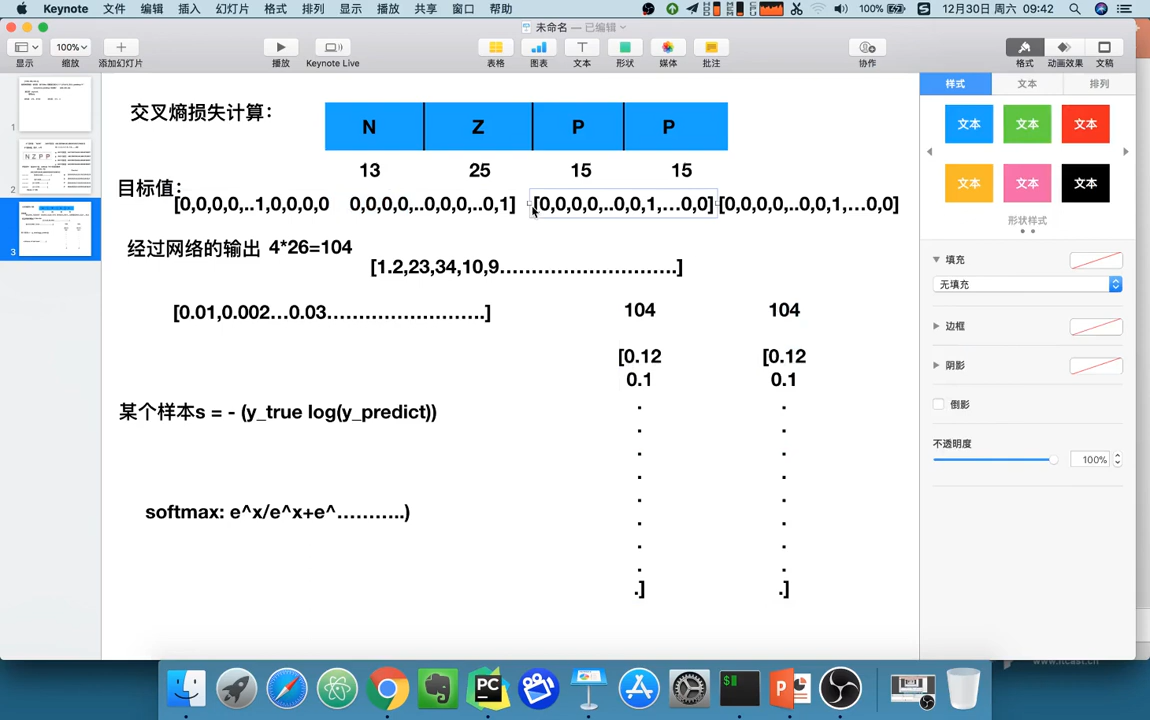 Keynote 文件 编辑 插入 幻灯片 格式 排列 显示 播放 共享 窗口 帮助 100% 12月30日 周六 09:42
未命名 — 已编辑
100%
显示 缩放 添加幻灯片 播放 Keynote Live 表格 图表 文本 形状 媒体 批注 协作 格式 动画效果 文稿
样式 文本 排列
1
N Z P P
2
3
交叉熵损失计算：
N Z P P
13 25 15 15
目标值：
[0,0,0,0,..1,0,0,0,0 0,0,0,0,..0,0,0,..0,1] [0,0,0,0,..0,0,1,...0,0] [0,0,0,0,..0,0,1,...0,0]
经过网络的输出 4*26=104
[1.2,23,34,10,9............................]
[0.01,0.002...0.03.........................]
104 104
[0.12 [0.12
0.1 0.1
. .
. .
. .
. .
. .
. .
. .
. .
.] .]
某个样本s = - (y_true log(y_predict))
softmax: e^x/e^x+e^...........)
文本 文本 文本
文本 文本 文本
形状样式
填充
无填充
边框
阴影
倒影
不透明度
100%
PC
$
P
www.itcast.cn